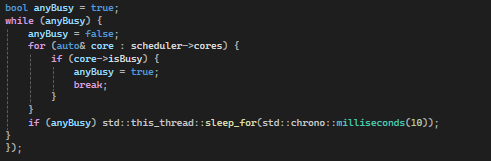 bool anyBusy = true;
while (anyBusy) {
    anyBusy = false;
    for (auto& core : scheduler->cores) {
        if (core->isBusy) {
            anyBusy = true;
            break;
        }
    }
    if (anyBusy) std::this_thread::sleep_for(std::chrono::milliseconds(10));
}
});